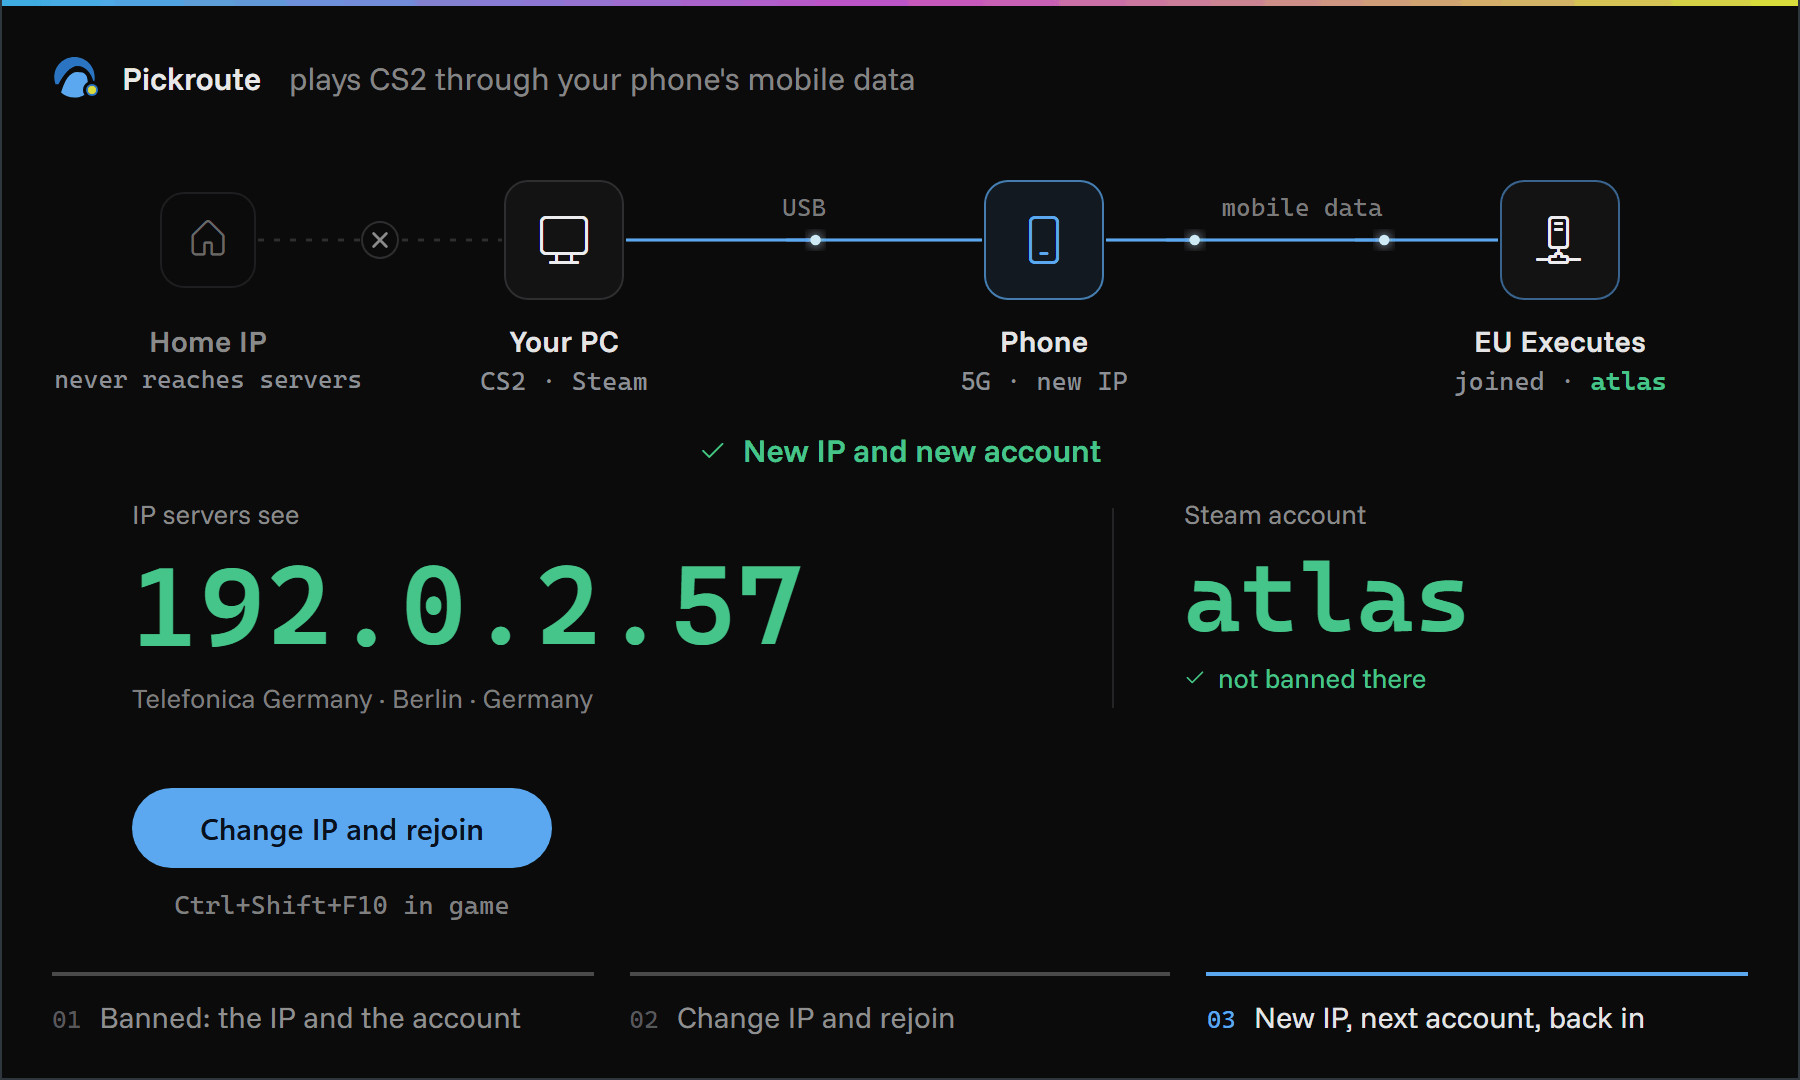 Pickroute plays CS2 through your phone's mobile data
USB
mobile data
Home IP
never reaches servers
Your PC
CS2 · Steam
Phone
5G · new IP
EU Executes
joined · atlas
New IP and new account
IP servers see
192.0.2.57
Telefonica Germany · Berlin · Germany
Steam account
atlas
not banned there
Change IP and rejoin
Ctrl+Shift+F10 in game
01 Banned: the IP and the account
02 Change IP and rejoin
03 New IP, next account, back in